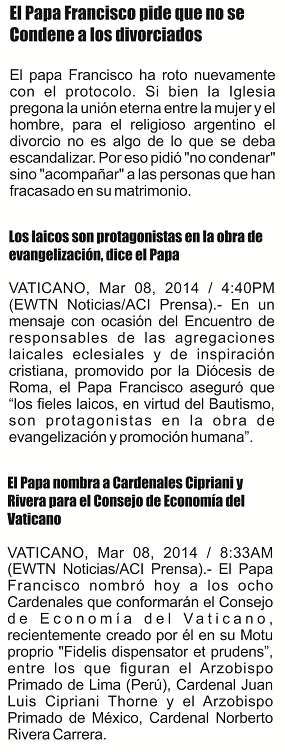 El Papa Francisco pide que no se
Condene a los divorciados
El papa Francisco ha roto nuevamente
con el protocolo. Si bien la Iglesia
pregona la unión eterna entre la mujer y el
hombre, para el religioso argentino el
divorcio no es algo de lo que se deba
escandalizar. Por eso pidió "no condenar"
sino "acompañar" a las personas que han
fracasado en su matrimonio.
Los laicos son protagonistas en la obra de
evangelización, dice el Papa
VATICANO, Mar 08, 2014 / 4:40PM
(EWTN Noticias/ACI Prensa).- En un
mensaje con ocasión del Encuentro de
responsables de las agregaciones
laicales eclesiales y de inspiración
cristiana, promovido por la Diócesis de
Roma, el Papa Francisco aseguró que
“los fieles laicos, en virtud del Bautismo,
son protagonistas en la obra de
evangelización y promoción humana”.
El Papa nombra a Cardenales Cipriani y
Rivera para el Consejo de Economía del
Vaticano
VATICANO, Mar 08, 2014 / 8:33AM
(EWTN Noticias/ACI Prensa).- El Papa
Francisco nombró hoy a los ocho
Cardenales que conformarán el Consejo
de Economía del Vaticano,
recientemente creado por él en su Motu
proprio "Fidelis dispensator et prudens”,
entre los que figuran el Arzobispo
Primado de Lima (Perú), Cardenal Juan
Luis Cipriani Thorne y el Arzobispo
Primado de México, Cardenal Norberto
Rivera Carrera.